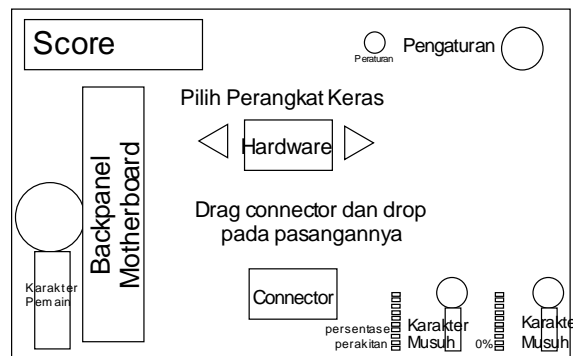 Score
Peraturan
Pengaturan
Pilih Perangkat Keras
Hardware
Backpanel
Motherboard
Drag connector dan drop
pada pasangannya
Karakter
Pemain
Connector
persentase
perakitan
Karakter
Musuh
0%
Karakter
Musuh